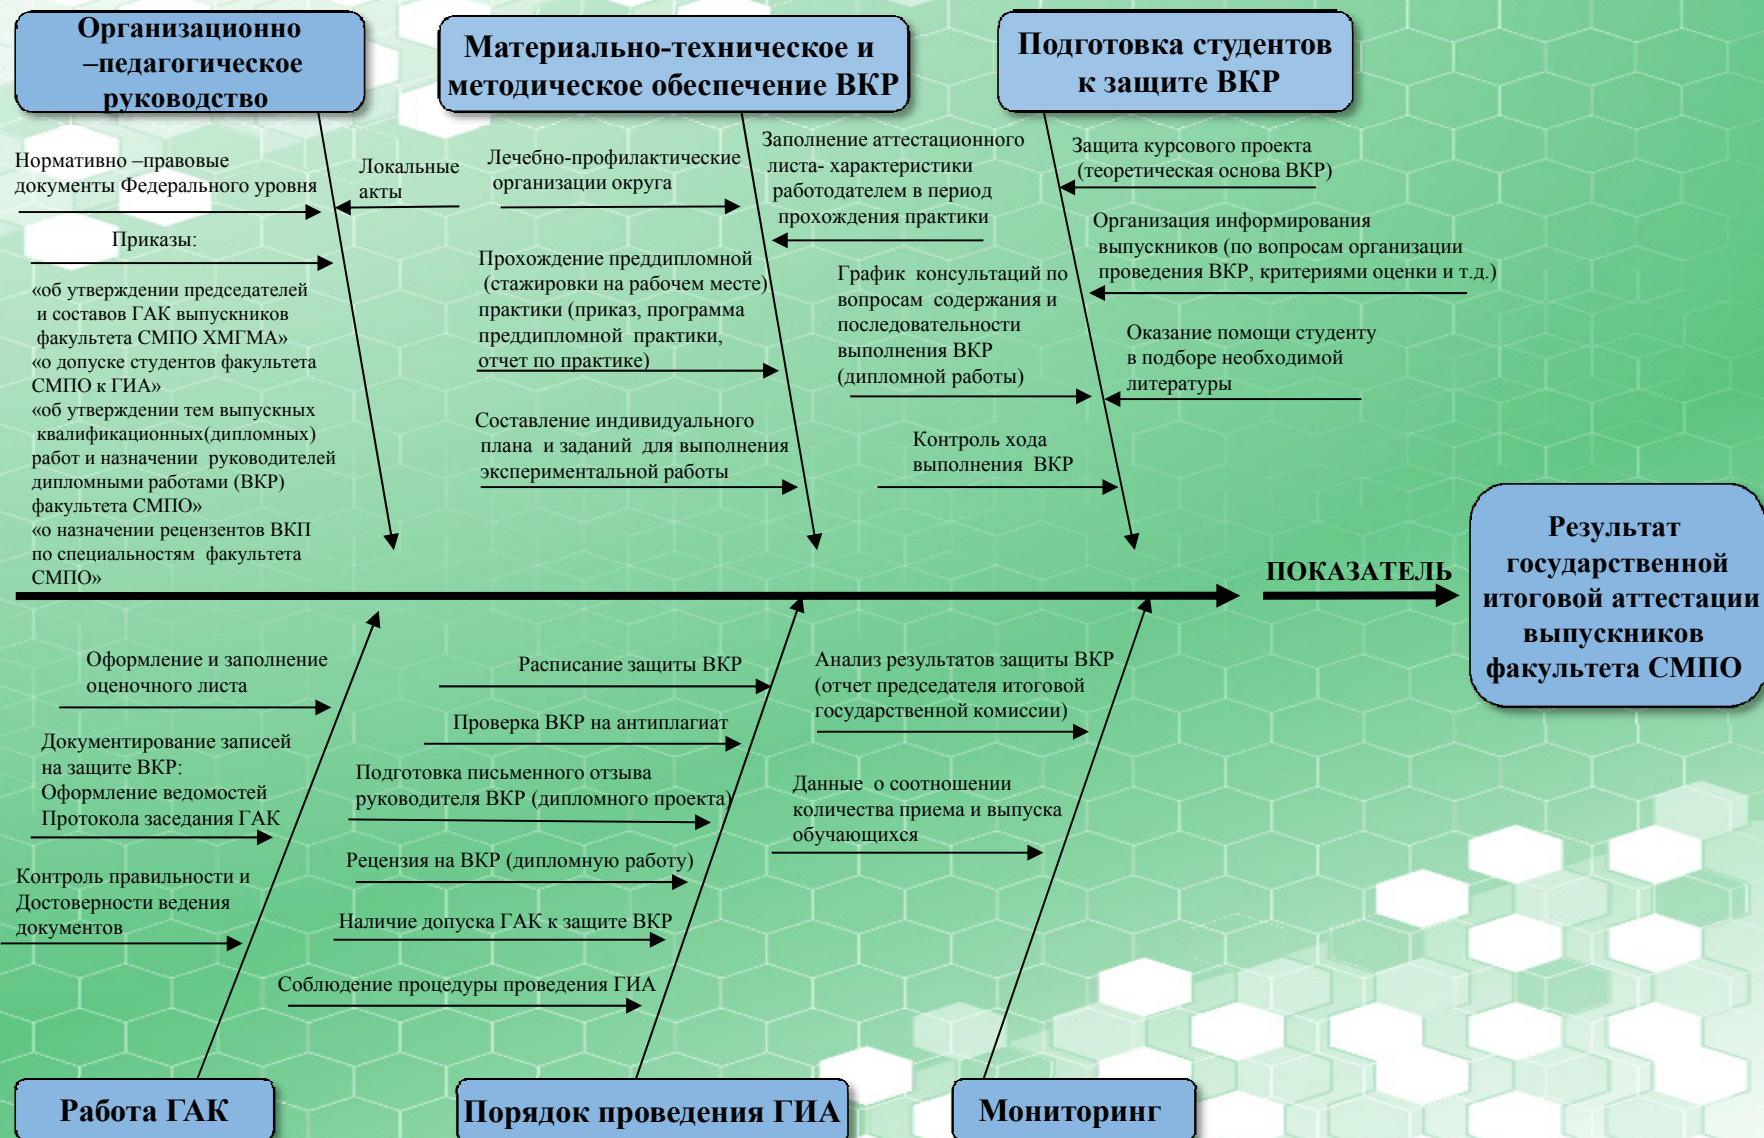 Организационно
–педагогическое
руководство
Материально-техническое и
методическое обеспечение ВКР
Подготовка студентов
к защите ВКР
Нормативно –правовые
документы Федерального уровня
Локальные
акты
Приказы:
«об утверждении председателей
и составов ГАК выпускников
факультета СМПО ХМГМА»
«о допуске студентов факультета
СМПО к ГИА»
«об утверждении тем выпускных
квалификационных(дипломных)
работ и назначении руководителей
дипломными работами (ВКР)
факультета СМПО»
«о назначении рецензентов ВКП
по специальностям факультета
СМПО»
Лечебно-профилактические
организации округа
Заполнение аттестационного
листа- характеристики
работодателем в период
прохождения практики
Прохождение преддипломной
(стажировки на рабочем месте)
практики (приказ, программа
преддипломной практики,
отчет по практике)
Составление индивидуального
плана и заданий для выполнения
экспериментальной работы
Защита курсового проекта
(теоретическая основа ВКР)
Организация информирования
выпускников (по вопросам организации
проведения ВКР, критериями оценки и т.д.)
График консультаций по
вопросам содержания и
последовательности
выполнения ВКР
(дипломной работы)
Оказание помощи студенту
в подборе необходимой
литературы
Контроль хода
выполнения ВКР
ПОКАЗАТЕЛЬ
Результат
государственной
итоговой аттестации
выпускников
факультета СМПО
Оформление и заполнение
оценочного листа
Документирование записей
на защите ВКР:
Оформление ведомостей
Протокола заседания ГАК
Контроль правильности и
Достоверности ведения
документов
Расписание защиты ВКР
Проверка ВКР на антиплагиат
Подготовка письменного отзыва
руководителя ВКР (дипломного проекта)
Рецензия на ВКР (дипломную работу)
Наличие допуска ГАК к защите ВКР
Соблюдение процедуры проведения ГИА
Анализ результатов защиты ВКР
(отчет председателя итоговой
государственной комиссии)
Данные о соотношении
количества приема и выпуска
обучающихся
Работа ГАК
Порядок проведения ГИА
Мониторинг